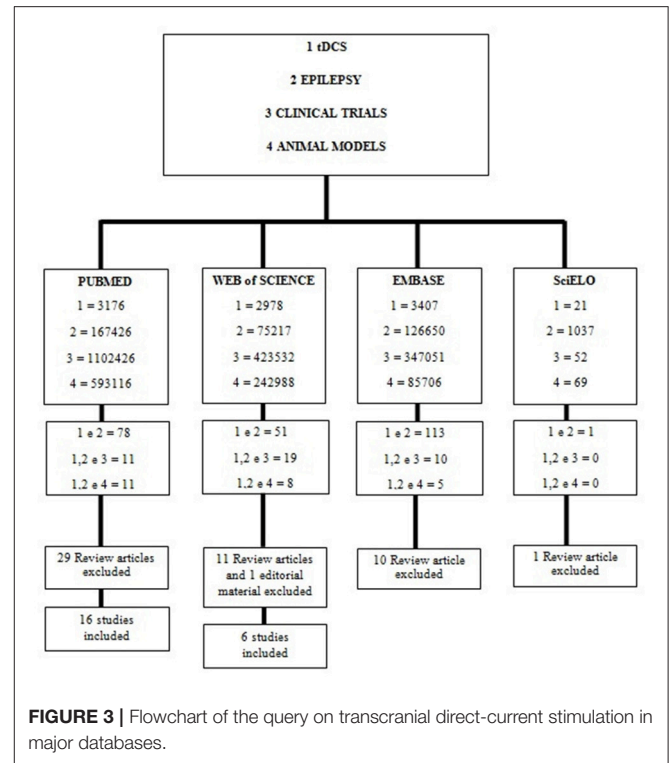 1 tDCS
2 EPILEPSY
3 CLINICAL TRIALS
4 ANIMAL MODELS
PUBMED
1 = 3176
2 = 167426
3 = 1102426
4 = 593116
1 e 2 = 78
1,2 e 3 = 11
1.2 e 4 = 11
29 Review articles
excluded
16 studies
included
WEB of SCIENCE
1 = 2978
2 = 75217
3 = 423532
4 = 242988
1 e 2 = 51
1,2 e 3 = 19
1.2 e 4 = 8
11 Review articles
and 1 editorial
material excluded
6 studies
included
EMBASE
1 = 3407
2 = 126650
3 = 347051
4 = 85706
1 e 2 = 113
1,2 e 3 = 10
1,2 e 4 = 5
10 Review article
excluded
SciELO
1 = 21
2 = 1037
3 = 52
4 = 69
1 e 2 = 1
1,2 e 3 = 0
1,2 e 4 = 0
1 Review article
excluded
FIGURE 3 | Flowchart of the query on transcranial direct-current stimulation in
major databases.